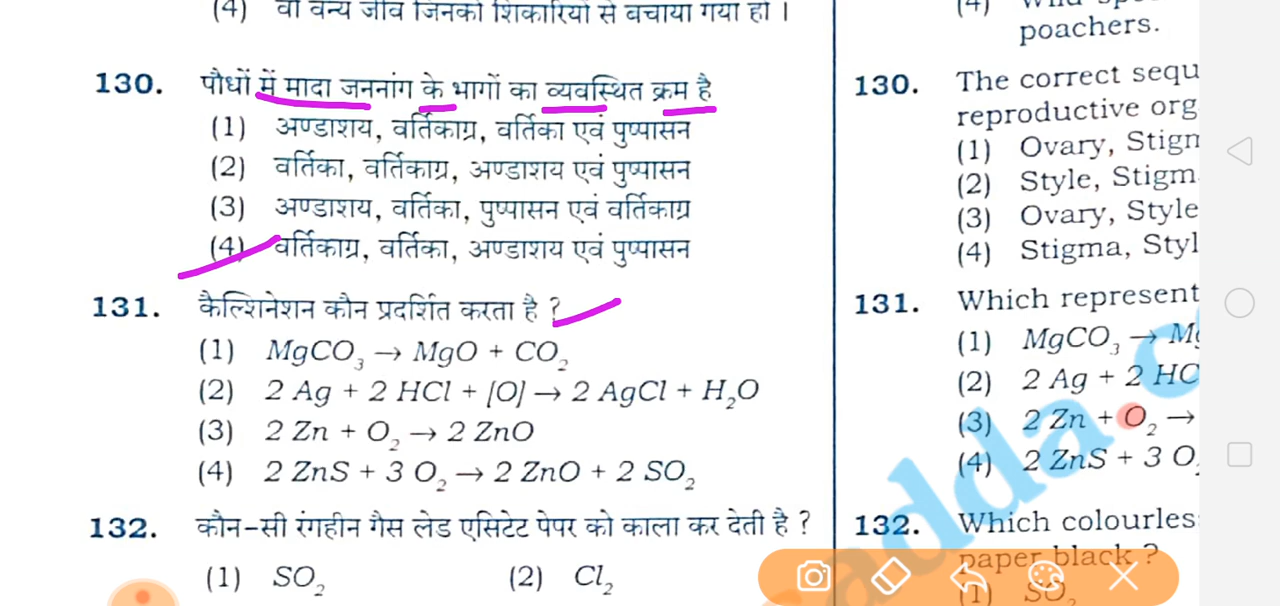 (4) वन्य जीव जिनको शिकारियों से बचाया गया हो ।
130. पौधों में मादा जननांग के भागों का व्यवस्थित क्रम है
(1) अण्डाशय, वर्तिकाग्र, वर्तिका एवं पुष्पासन
(2) वर्तिका, वर्तिकाग्र, अण्डाशय एवं पुष्पासन
(3) अण्डाशय, वर्तिका, पुष्पासन एवं वर्तिकाग्र
(4) वर्तिकाग्र, वर्तिका, अण्डाशय एवं पुष्पासन
131. कैल्शिनेशन कौन प्रदर्शित करता है ?
(1) MgCO₃ → MgO + CO₂
(2) 2 Ag + 2 HCl + [O] → 2 AgCl + H₂O
(3) 2 Zn + O₂ → 2 ZnO
(4) 2 ZnS + 3 O₂ → 2 ZnO + 2 SO₂
132. कौन-सी रंगहीन गैस लेड एसिटेट पेपर को काला कर देती है ?
(1) SO₂ (2) Cl₂
(4)
poachers.
130. The correct sequ
reproductive org
(1) Ovary, Stign
(2) Style, Stigm
(3) Ovary, Style
(4) Stigma, Styl
131. Which represent
(1) MgCO₃ → M
(2) 2 Ag + 2 HC
(3) 2 Zn + O₂ →
(4) 2 ZnS + 3 O
132. Which colourles
paper black ?
(1) SO
adda.c